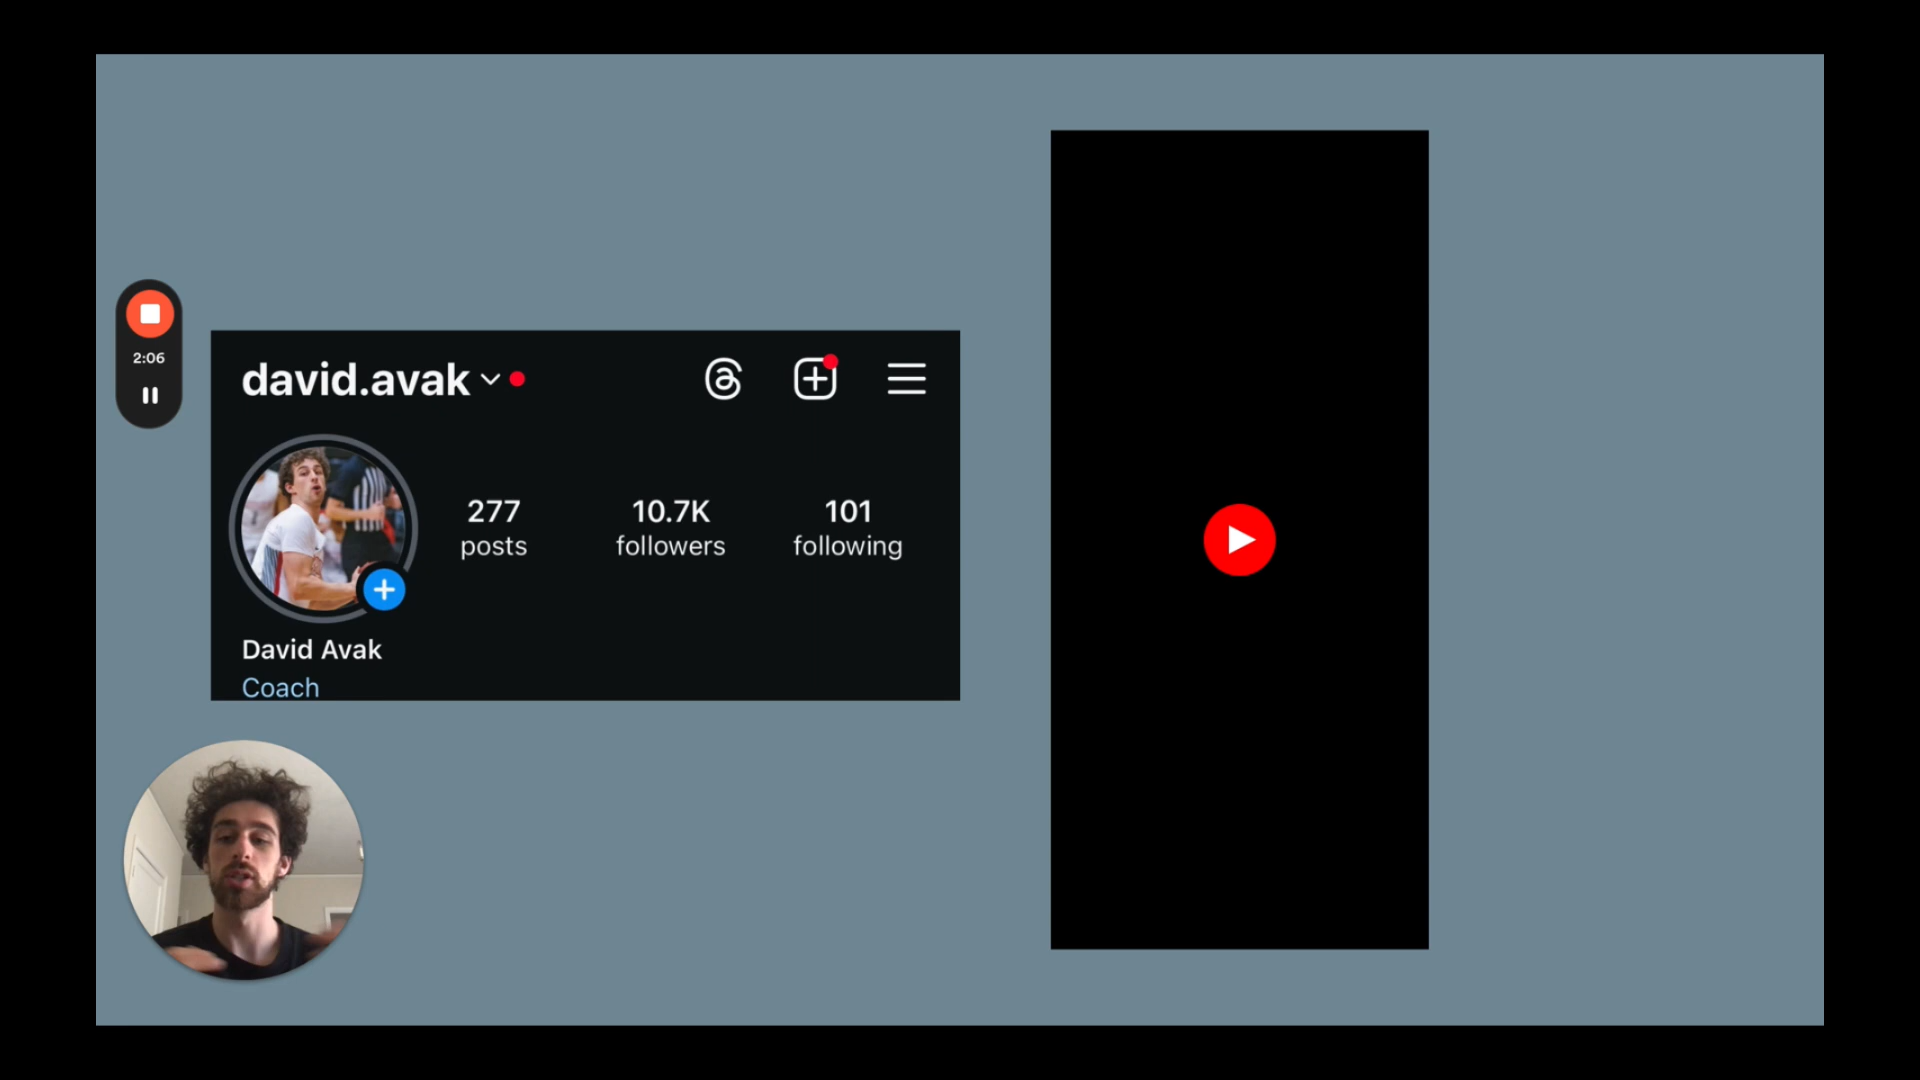 2:06
david.avak
277
posts
10.7K
followers
101
following
David Avak
Coach